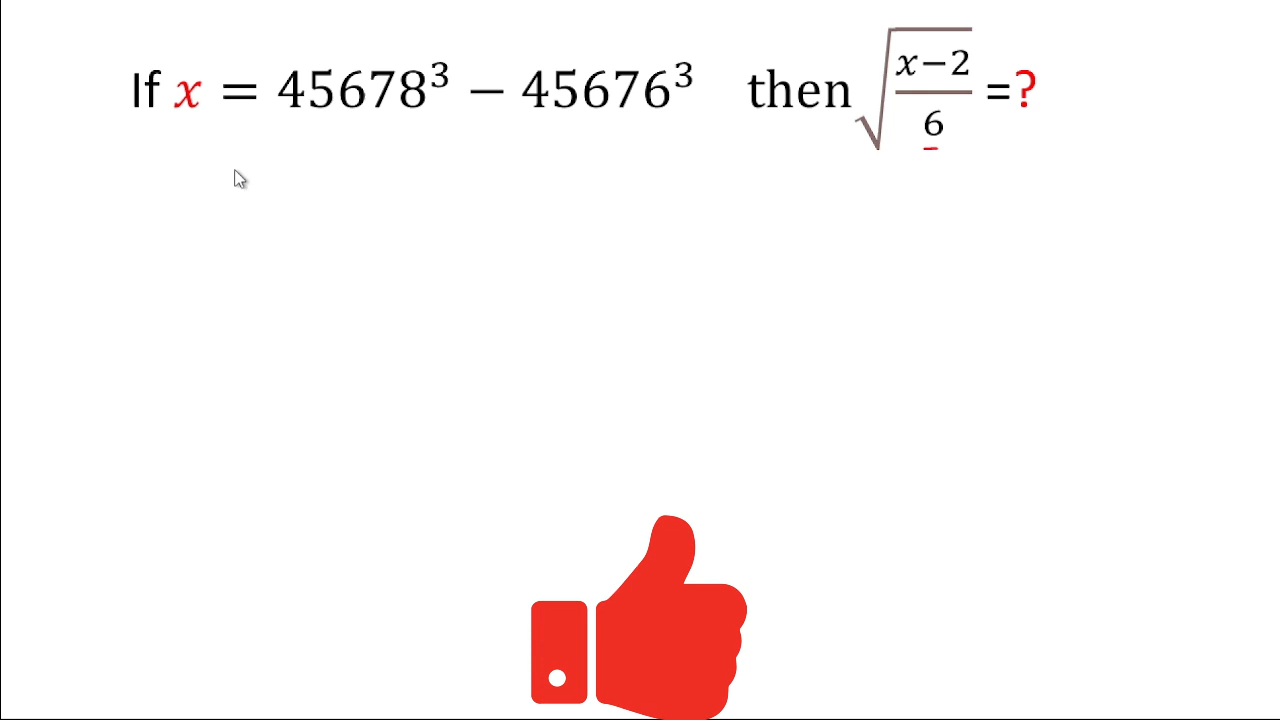 If x = 45678³ − 45676³ then √((x−2)/6) =?